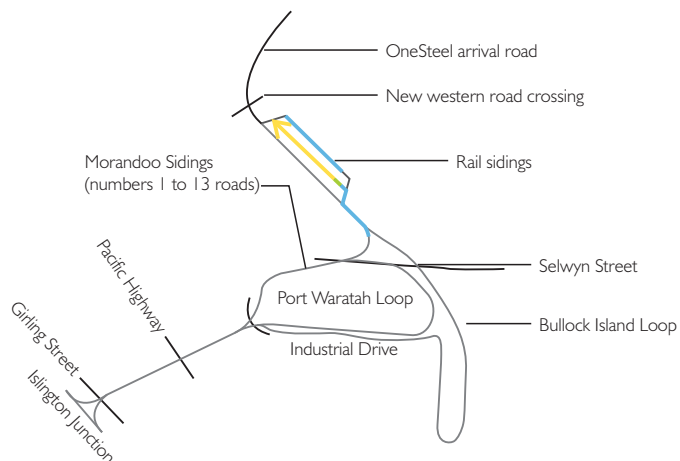 OneSteel arrival road
New western road crossing
Morandoo Sidings
(numbers 1 to 13 roads)
Rail sidings
Pacific Highway
Selwyn Street
Port Waratah Loop
Girling Street
Bullock Island Loop
Industrial Drive
Islington Junction